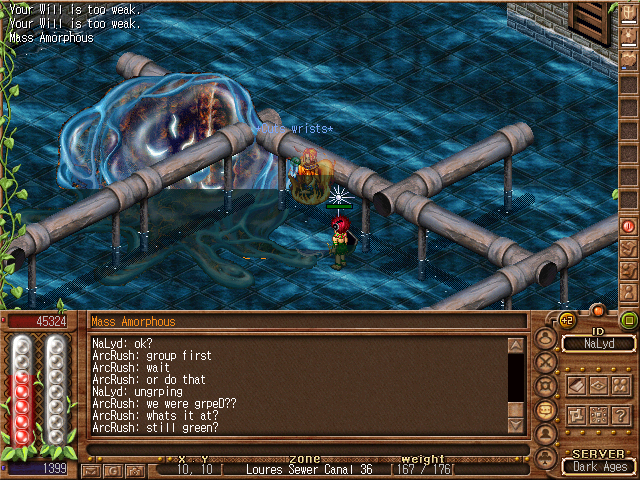 Your Will is too weak.
Your Will is too weak.
Mass Amorphous
*cuts wrists*
45324
Mass Amorphous
+2
ID
NaLyd
NaLyd: ok?
ArcRush: group first
ArcRush: wait
ArcRush: or do that
NaLyd: ungrping
ArcRush: we were grpeD??
ArcRush: whats it at?
ArcRush: still green?
x
y
zone
weight
SERVER
1399
G
10, 10
Loures Sewer Canal 36
167 / 176
Dark Ages